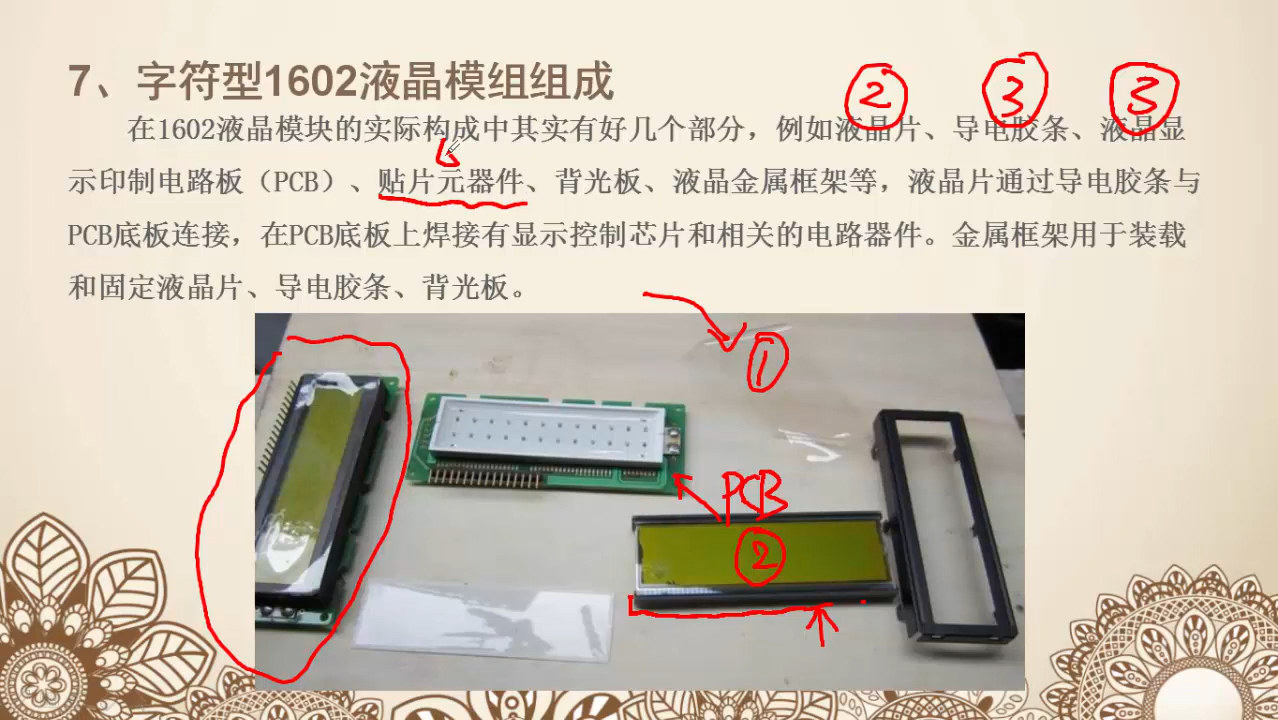 7、字符型1602液晶模组组成
② ③ ③
在1602液晶模块的实际构成中其实有好几个部分，例如液晶片、导电胶条、液晶显
示印制电路板（PCB）、贴片元器件、背光板、液晶金属框架等，液晶片通过导电胶条与
PCB底板连接，在PCB底板上焊接有显示控制芯片和相关的电路器件。金属框架用于装载
和固定液晶片、导电胶条、背光板。
①
PCB
②